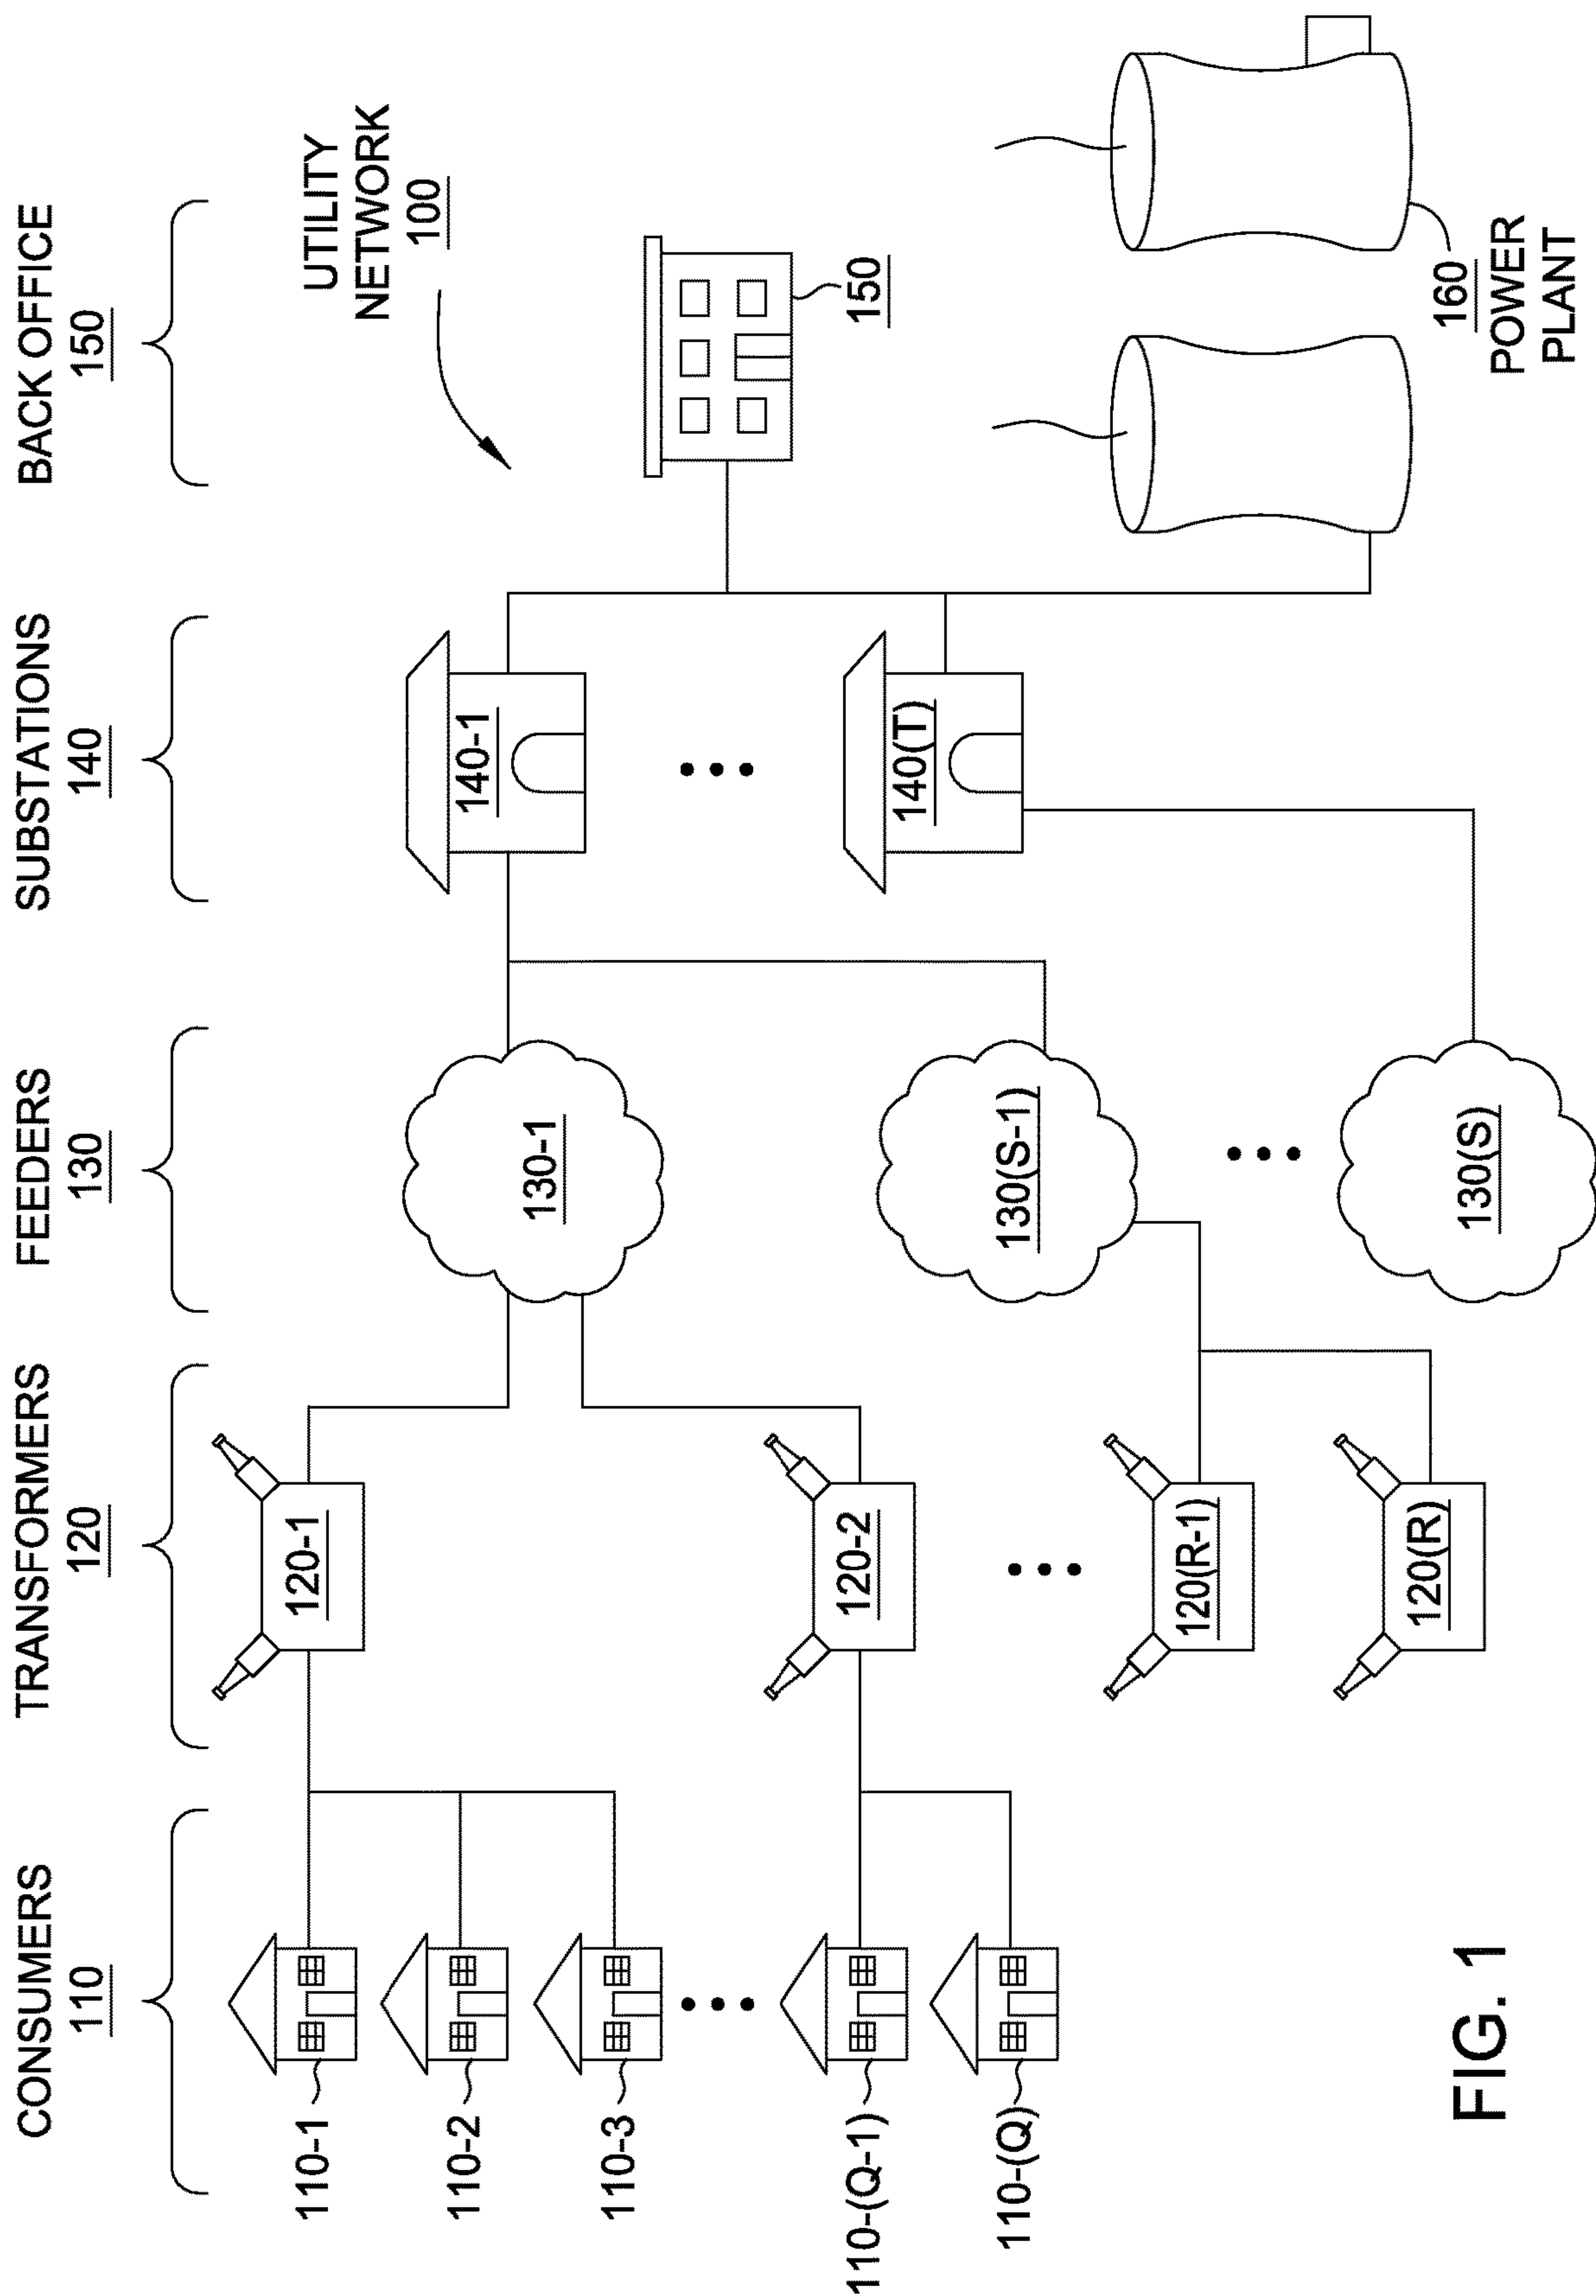 CONSUMERS
110
TRANSFORMERS
120
FEEDERS
130
SUBSTATIONS
140
BACK OFFICE
150
UTILITY
NETWORK
100
110-1
110-2
110-3
110-(Q-1)
110-(Q)
120-1
120-2
120(R-1)
120(R)
130-1
130(S-1)
130(S)
140-1
140(T)
150
160
POWER
PLANT
FIG. 1